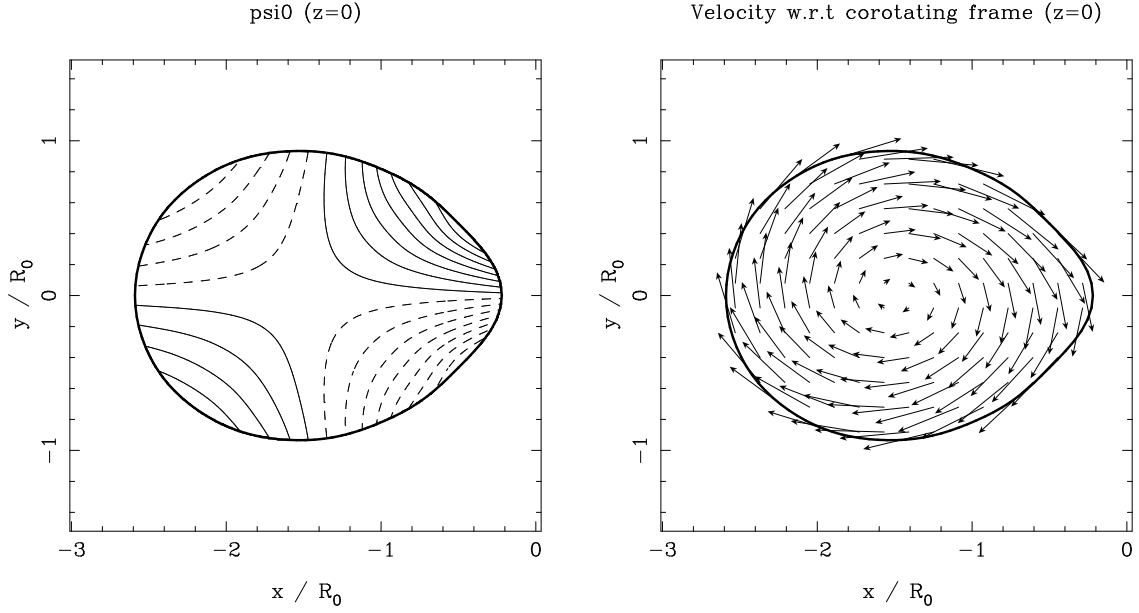 psi0 (z=0)
1
0
−1
y / R0
−3
−2
−1
0
x / R0
Velocity w.r.t corotating frame (z=0)
1
0
−1
y / R0
−3
−2
−1
0
x / R0